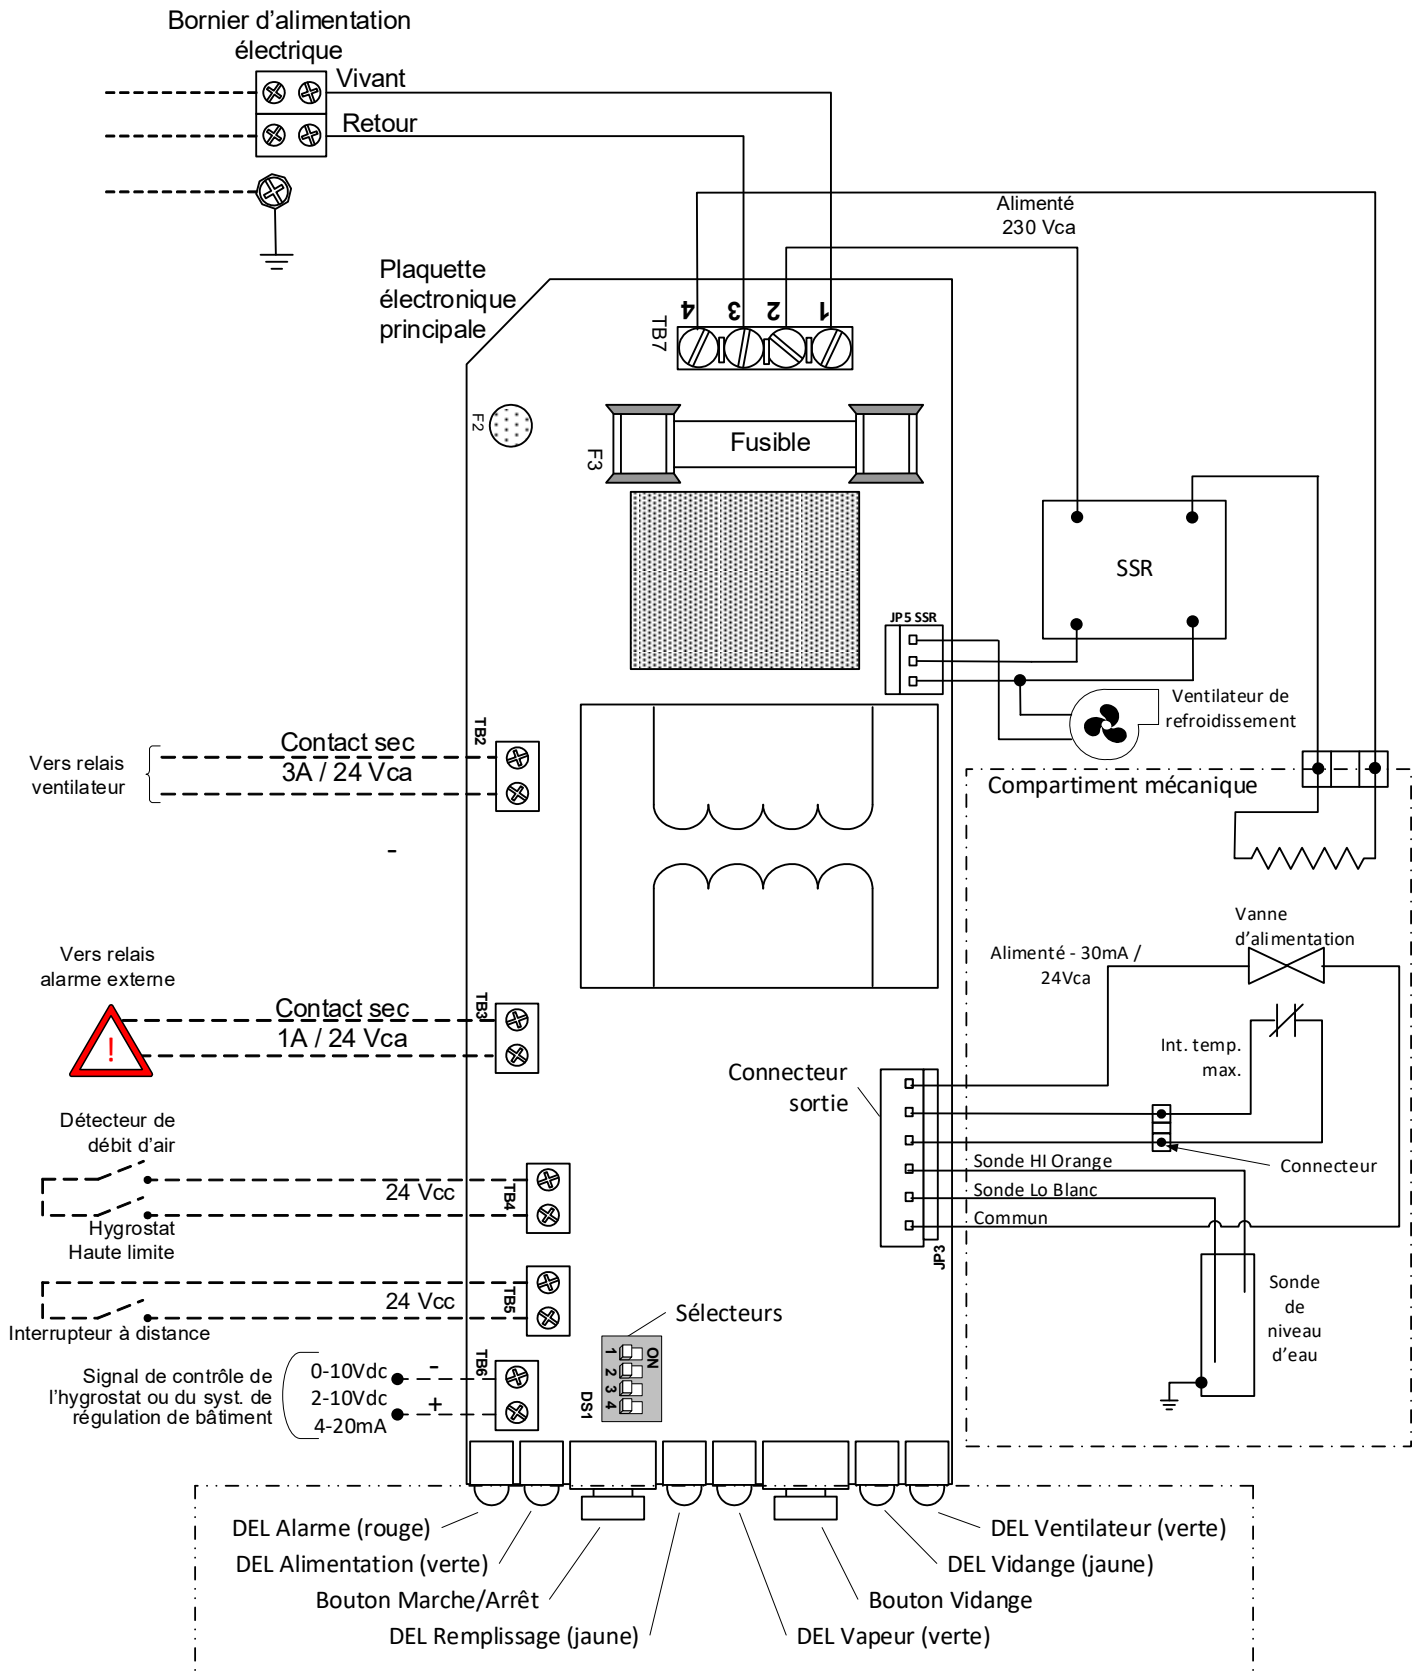 Bornier d'alimentation
électrique
Vivant
Retour
Alimenté
230 Vca
Plaquette
électronique
principale
4 3 2 1
TB7
F2
F3
Fusible
SSR
JP5 SSR
Ventilateur de
refroidissement
TB2
Contact sec
3A / 24 Vca
Vers relais
ventilateur
-
Compartiment mécanique
Vers relais
alarme externe
!
TB3
Contact sec
1A / 24 Vca
Vanne
d'alimentation
Alimenté - 30mA /
24Vca
Int. temp.
max.
Connecteur
sortie
Connecteur
Détecteur de
débit d'air
24 Vcc
TB4
Hygrostat
Haute limite
Sonde HI Orange
Sonde Lo Blanc
Commun
JP3
24 Vcc
TB5
Interrupteur à distance
Sonde
de
niveau
d'eau
Sélecteurs
ON
1
2
3
4
DS1
TB6
Signal de contrôle de
l'hygrostat ou du syst. de
régulation de bâtiment
0-10Vdc
2-10Vdc
4-20mA
-
+
DEL Alarme (rouge)
DEL Alimentation (verte)
Bouton Marche/Arrêt
DEL Remplissage (jaune)
DEL Ventilateur (verte)
DEL Vidange (jaune)
Bouton Vidange
DEL Vapeur (verte)